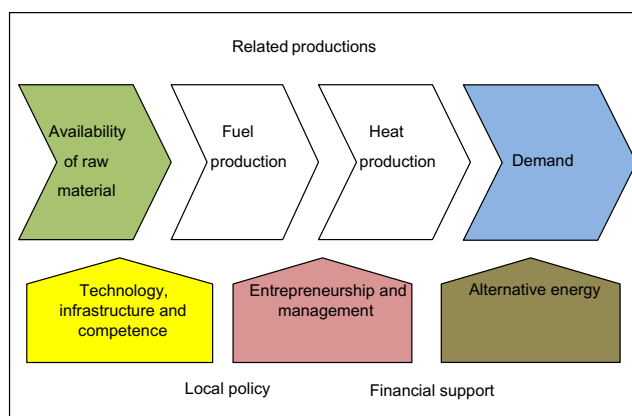 Related productions
Availability
of raw
material
Fuel
production
Heat
production
Demand
Technology,
infrastructure and
competence
Entrepreneurship and
management
Alternative energy
Local policy
Financial support